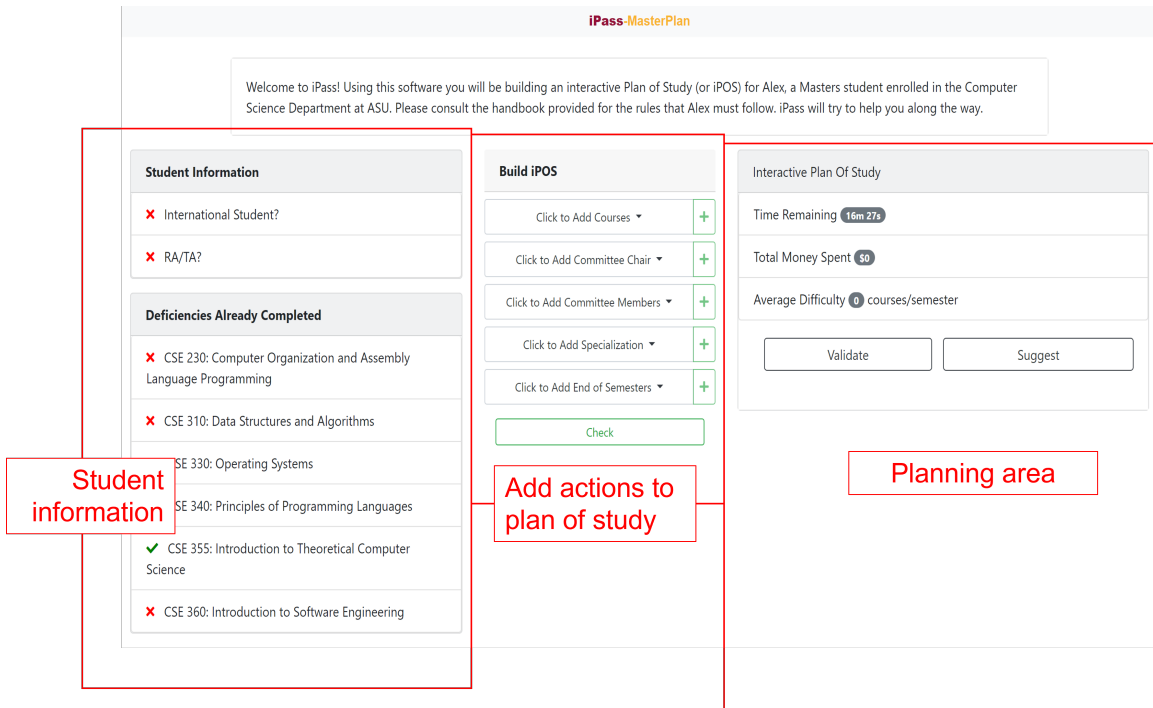 iPass-MasterPlan
Welcome to iPass! Using this software you will be building an interactive Plan of Study (or iPOS) for Alex, a Masters student enrolled in the Computer
Science Department at ASU. Please consult the handbook provided for the rules that Alex must follow. iPass will try to help you along the way.
Student Information
International Student?
RA/TA?
Deficiencies Already Completed
CSE 230: Computer Organization and Assembly
Language Programming
CSE 310: Data Structures and Algorithms
SE 330: Operating Systems
SE 340: Principles of Programming Languages
CSE 355: Introduction to Theoretical Computer
Science
CSE 360: Introduction to Software Engineering
Student
information
Build iPOS
Click to Add Courses
+
Click to Add Committee Chair
+
Click to Add Committee Members
+
Click to Add Specialization
+
Click to Add End of Semesters
+
Check
Add actions to
plan of study
Interactive Plan Of Study
Time Remaining 16m 27s
Total Money Spent $0
Average Difficulty 0 courses/semester
Validate
Suggest
Planning area